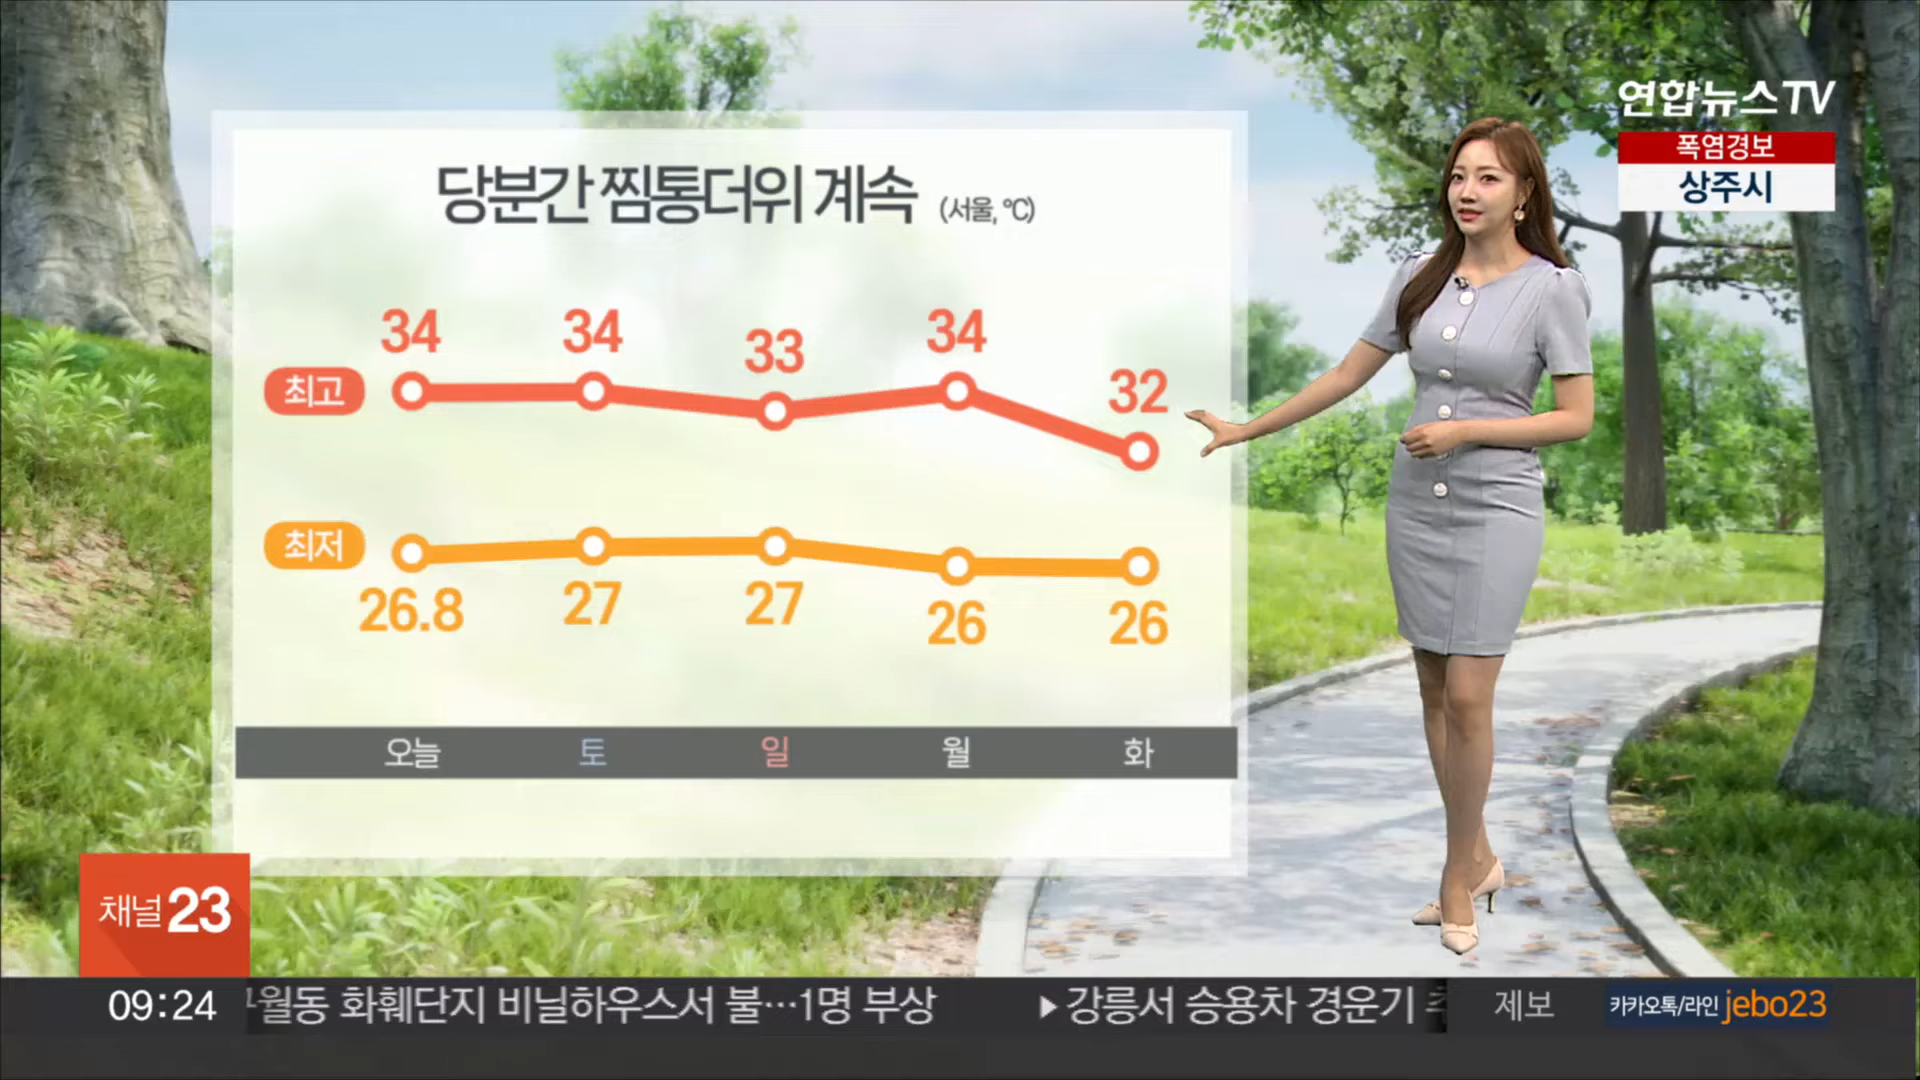 연합뉴스TV
폭염경보
상주시
당분간 찜통더위 계속 (서울, °C)
34 34 33 34 32
최고
최저
26.8 27 27 26 26
오늘 토 일 월 화
채널 23
09:24 화훼단지 비닐하우스서 불…1명 부상 ▶강릉서 승용차 경운기 제보 카카오톡/라인 jebo23